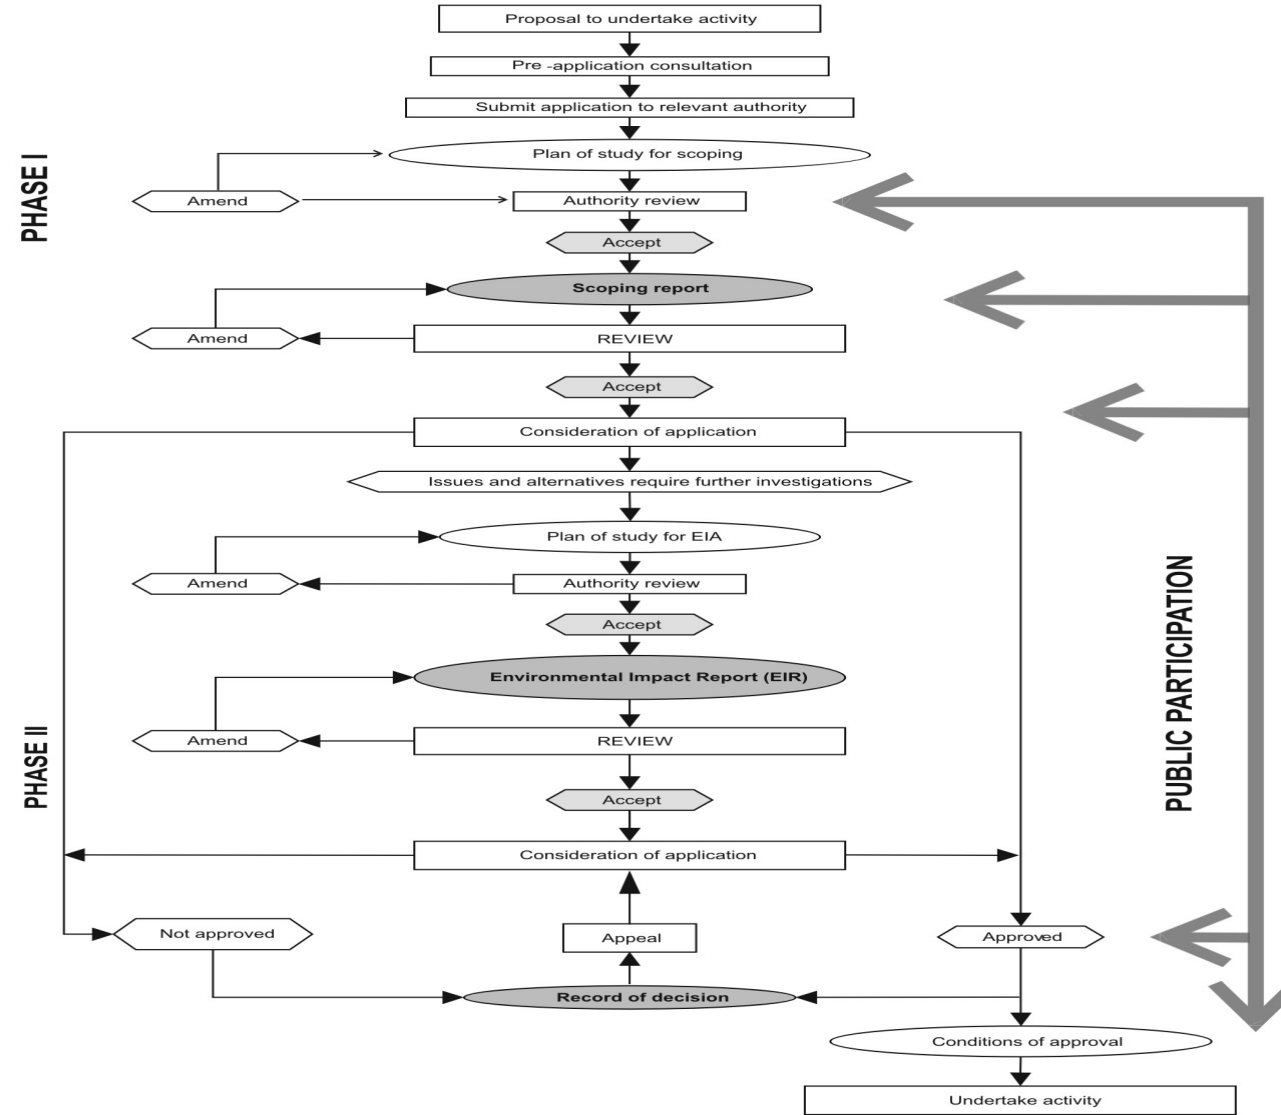 Proposal to undertake activity
Pre -application consultation
Submit application to relevant authority
Plan of study for scoping
PHASE I
Amend
Authority review
Accept
Scoping report
Amend
REVIEW
Accept
Consideration of application
Issues and alternatives require further investigations
Plan of study for EIA
Amend
Authority review
Accept
PUBLIC PARTICIPATION
Environmental Impact Report (EIR)
PHASE II
Amend
REVIEW
Accept
Consideration of application
Not approved
Appeal
Approved
Record of decision
Conditions of approval
Undertake activity